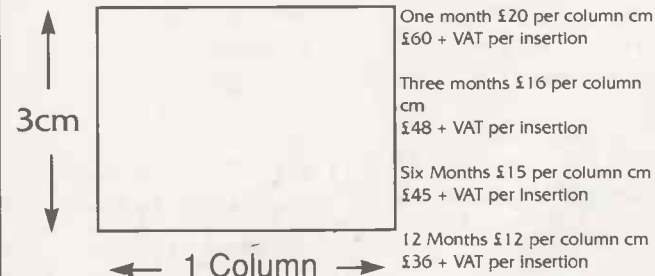 One month £20 per column cm
£60 + VAT per insertion
Three months £16 per column
cm
£48 + VAT per insertion
Six Months £15 per column cm
£45 + VAT per Insertion
12 Months £12 per column cm
£36 + VAT per insertion
3cm
1 Column